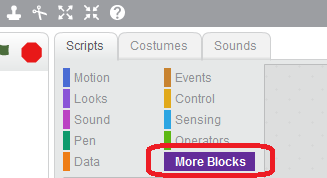 Scripts Costumes Sounds
Motion Events
Looks Control
Sound Sensing
Pen Operators
Data More Blocks